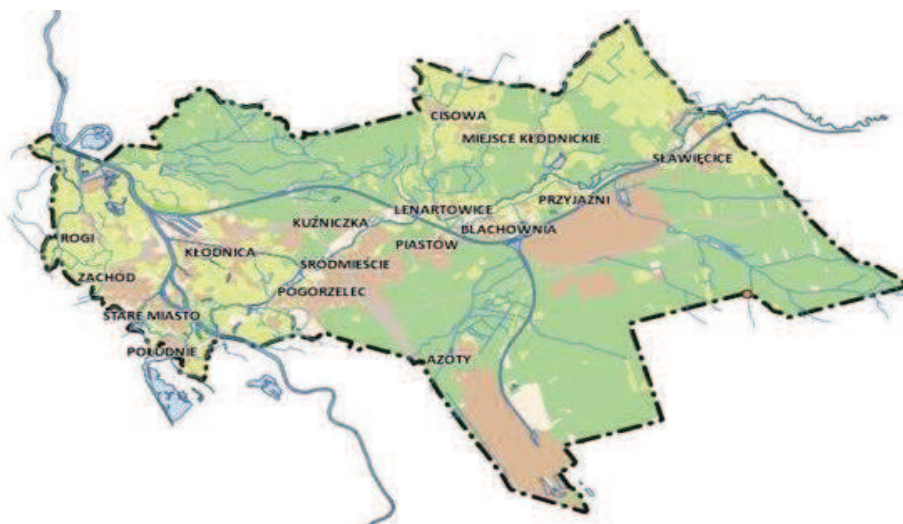 CISOWA
MIEJSCE KŁODNICKIE
SŁAWIĘCICE
PRZYJAŹNI
LENARTOWICE
KUŹNICZKA
BLACHOWNIA
PIASTÓW
ROGI
KŁODNICA
ŚRÓDMIEŚCIE
ZACHÓD
POGORZELEC
STARE MIASTO
POŁUDNIE
AZOTY